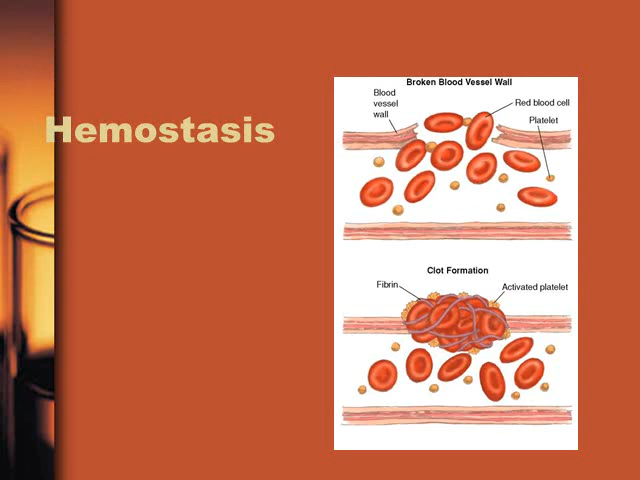 Hemostasis
Broken Blood Vessel Wall
Blood
vessel
wall
Red blood cell
Platelet
Clot Formation
Fibrin
Activated platelet